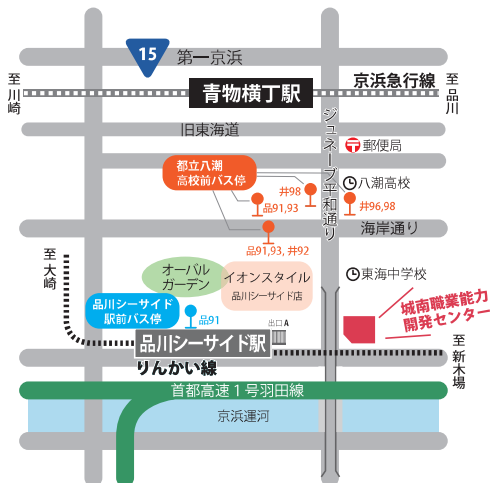 15
第一京浜
京浜急行線
至川崎
青物横丁駅
至品川
旧東海道
ジュネーブ平和通り
郵便局
都立八潮
高校前バス停
井98
八潮高校
品91,93
井96,98
海岸通り
品91,93, 井92
至大崎
オーバル
ガーデン
イオンスタイル
品川シーサイド店
東海中学校
品川シーサイド
駅前バス停
品91
出口A
城南職業能力
開発センター
品川シーサイド駅
りんかい線
至新木場
首都高速1号羽田線
京浜運河